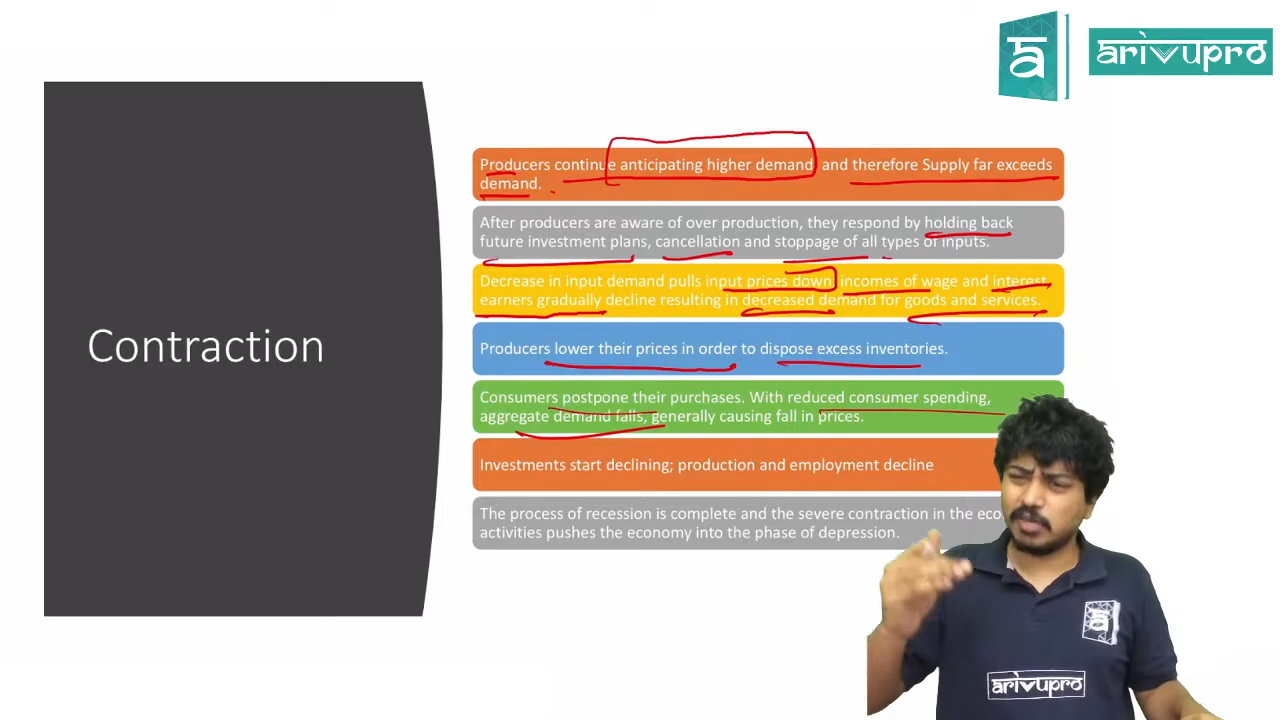 arivupro
Contraction
Producers continue anticipating higher demand and therefore Supply far exceeds
demand.
After producers are aware of over production, they respond by holding back
future investment plans, cancellation and stoppage of all types of inputs.
Decrease in input demand pulls input prices down, incomes of wage and interest
earners gradually decline resulting in decreased demand for goods and services.
Producers lower their prices in order to dispose excess inventories.
Consumers postpone their purchases. With reduced consumer spending,
aggregate demand falls, generally causing fall in prices.
Investments start declining; production and employment decline
The process of recession is complete and the severe contraction in the eco
activities pushes the economy into the phase of depression.
arivupro